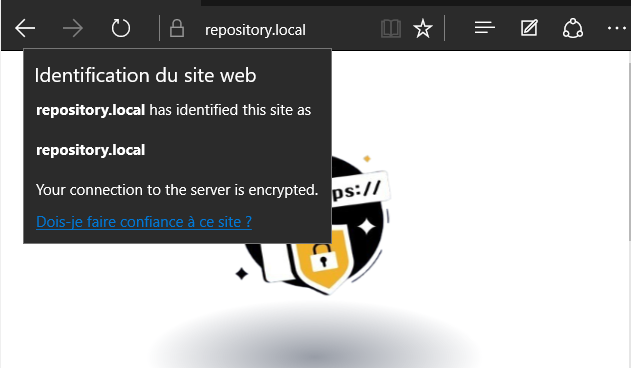 repository.local
Identification du site web
repository.local has identified this site as
repository.local
ps://
Your connection to the server is encrypted.
Dois-je faire confiance à ce site ?